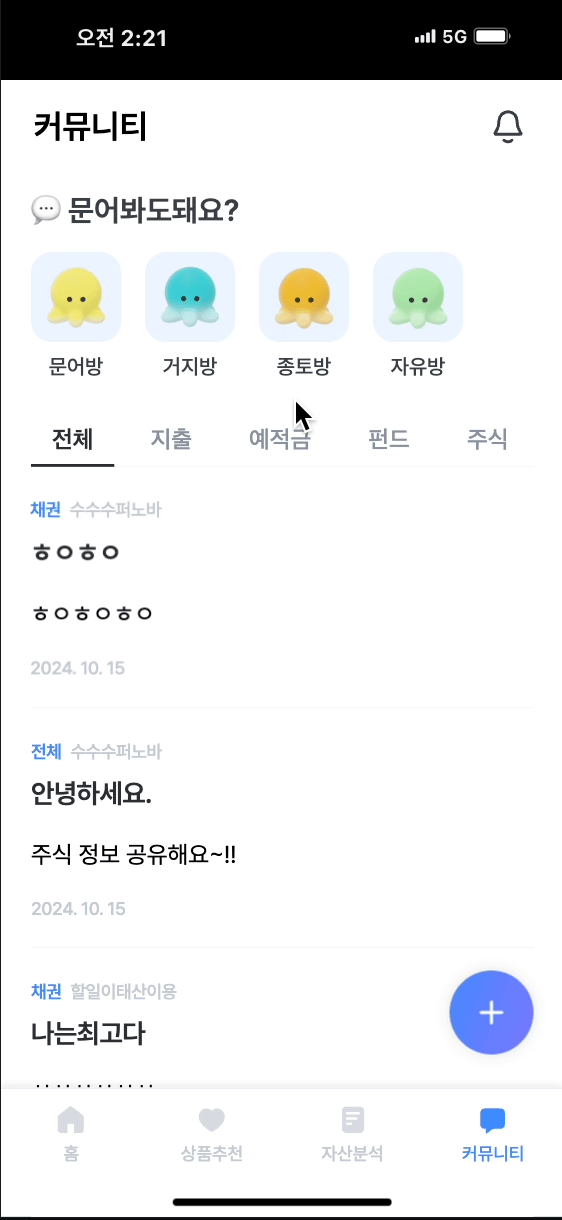 오전 2:21
5G
커뮤니티
문어봐도돼요?
문어방 거지방 종토방 자유방
전체 지출 예적금 펀드 주식
채권 수수수퍼노바
ㅎㅇㅎㅇ
ㅎㅇㅎㅇㅎㅇ
2024. 10. 15
전체 수수수퍼노바
안녕하세요.
주식 정보 공유해요~!!
2024. 10. 15
채권 할일이태산이용
나는최고다
홈 상품추천 자산분석 커뮤니티